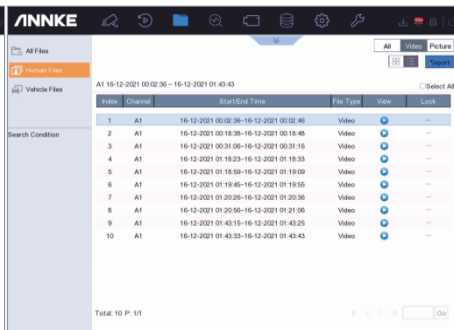 ANNKE
All Files
Human Files
Vehicle Files
Search Condition
All Video Picture
Export
A1 16-12-2021 00:02:36 – 16-12-2021 01:43:43
Select All
Index Channel Start/End Time File Type View Lock
1 A1 16-12-2021 00:02:36~16-12-2021 00:02:46 Video
2 A1 16-12-2021 00:18:38~16-12-2021 00:18:48 Video
3 A1 16-12-2021 00:31:06~16-12-2021 00:31:16 Video
4 A1 16-12-2021 01:18:23~16-12-2021 01:18:33 Video
5 A1 16-12-2021 01:18:59~16-12-2021 01:19:09 Video
6 A1 16-12-2021 01:19:45~16-12-2021 01:19:55 Video
7 A1 16-12-2021 01:20:26~16-12-2021 01:20:36 Video
8 A1 16-12-2021 01:20:56~16-12-2021 01:21:06 Video
9 A1 16-12-2021 01:43:15~16-12-2021 01:43:25 Video
10 A1 16-12-2021 01:43:33~16-12-2021 01:43:43 Video
Total: 10 P: 1/1
Go